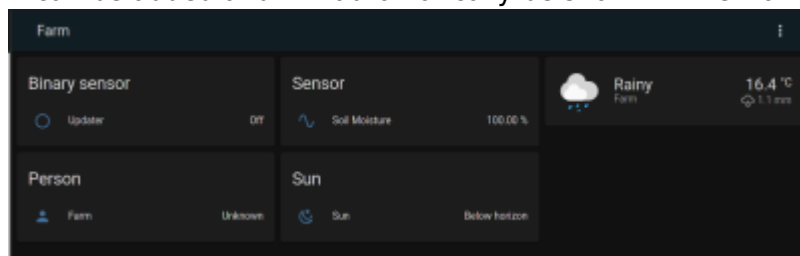 Farm
Binary sensor
Updater Off
Sensor
Soil Moisture 100.00 %
Rainy 16.4 °C
Farm 1.1 mm
Person
Farm Unknown
Sun
Sun Below horizon